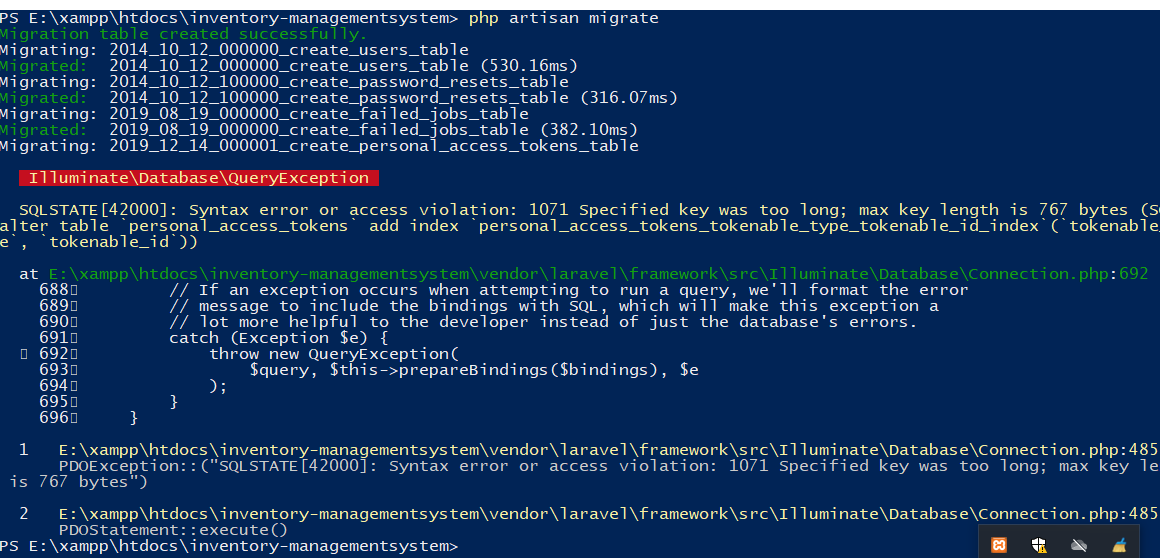 PS E:\xampp\htdocs\inventory-managementsystem> php artisan migrate
Migration table created successfully.
Migrating: 2014_10_12_000000_create_users_table
Migrated:  2014_10_12_000000_create_users_table (530.16ms)
Migrating: 2014_10_12_100000_create_password_resets_table
Migrated:  2014_10_12_100000_create_password_resets_table (316.07ms)
Migrating: 2019_08_19_000000_create_failed_jobs_table
Migrated:  2019_08_19_000000_create_failed_jobs_table (382.10ms)
Migrating: 2019_12_14_000001_create_personal_access_tokens_table
Illuminate\Database\QueryException
SQLSTATE[42000]: Syntax error or access violation: 1071 Specified key was too long; max key length is 767 bytes (S
alter table `personal_access_tokens` add index `personal_access_tokens_tokenable_type_tokenable_id_index`(`tokenable_
e`, `tokenable_id`))
at E:\xampp\htdocs\inventory-managementsystem\vendor\laravel\framework\src\Illuminate\Database\Connection.php:692
688▯ // If an exception occurs when attempting to run a query, we'll format the error
689▯ // message to include the bindings with SQL, which will make this exception a
690▯ // lot more helpful to the developer instead of just the database's errors.
691▯ catch (Exception $e) {
▯ 692▯ throw new QueryException(
693▯ $query, $this->prepareBindings($bindings), $e
694▯ );
695▯ }
696▯ }
1 E:\xampp\htdocs\inventory-managementsystem\vendor\laravel\framework\src\Illuminate\Database\Connection.php:485
PDOException::("SQLSTATE[42000]: Syntax error or access violation: 1071 Specified key was too long; max key le
is 767 bytes")
2 E:\xampp\htdocs\inventory-managementsystem\vendor\laravel\framework\src\Illuminate\Database\Connection.php:485
PDOStatement::execute()
PS E:\xampp\htdocs\inventory-managementsystem>